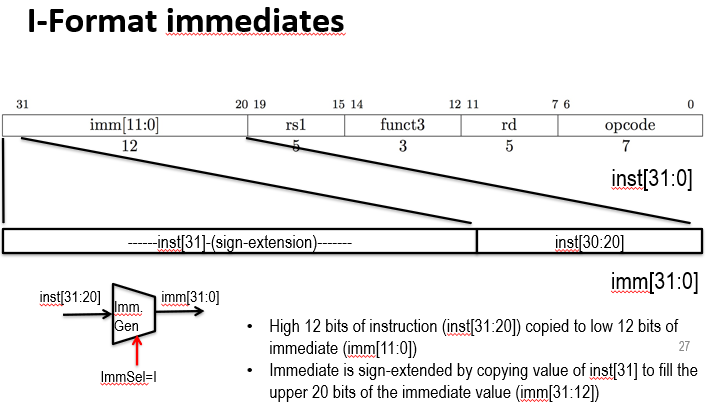 I-Format immediates
31 20 19 15 14 12 11 7 6 0
imm[11:0] rs1 funct3 rd opcode
12 5 3 5 7
inst[31:0]
------inst[31]-(sign-extension)------- inst[30:20]
imm[31:0]
inst[31:20] imm[31:0]
Imm.
Gen
ImmSel=I
• High 12 bits of instruction (inst[31:20]) copied to low 12 bits of
immediate (imm[11:0])
27
• Immediate is sign-extended by copying value of inst[31] to fill the
upper 20 bits of the immediate value (imm[31:12])